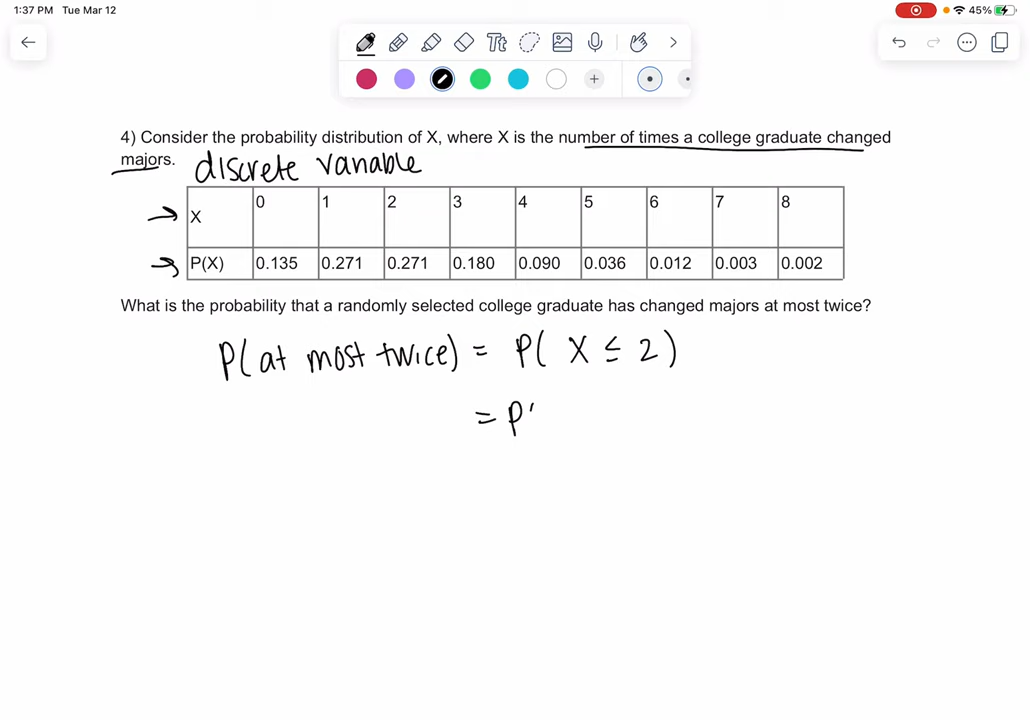 1:37 PM Tue Mar 12
45%
Tt
4) Consider the probability distribution of X, where X is the number of times a college graduate changed
majors. discrete variable
X 0 1 2 3 4 5 6 7 8
P(X) 0.135 0.271 0.271 0.180 0.090 0.036 0.012 0.003 0.002
What is the probability that a randomly selected college graduate has changed majors at most twice?
P(at most twice) = P( X ≤ 2)
= P